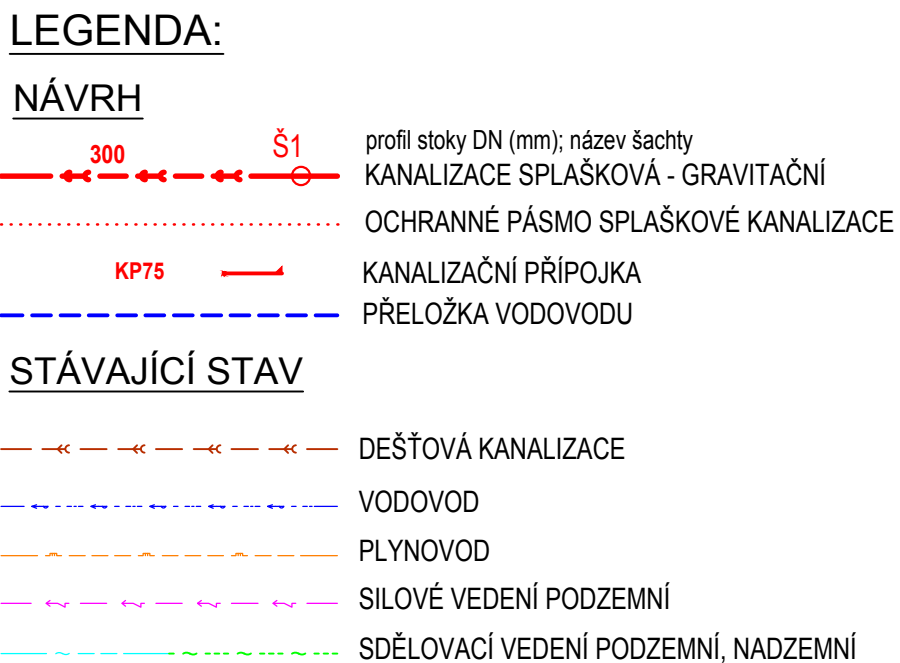 LEGENDA:
NÁVRH
300 Š1 profil stoky DN (mm); název šachty
KANALIZACE SPLAŠKOVÁ - GRAVITAČNÍ
OCHRANNÉ PÁSMO SPLAŠKOVÉ KANALIZACE
KP75 KANALIZAČNÍ PŘÍPOJKA
PŘELOŽKA VODOVODU
STÁVAJÍCÍ STAV
DEŠŤOVÁ KANALIZACE
VODOVOD
PLYNOVOD
SILOVÉ VEDENÍ PODZEMNÍ
SDĚLOVACÍ VEDENÍ PODZEMNÍ, NADZEMNÍ